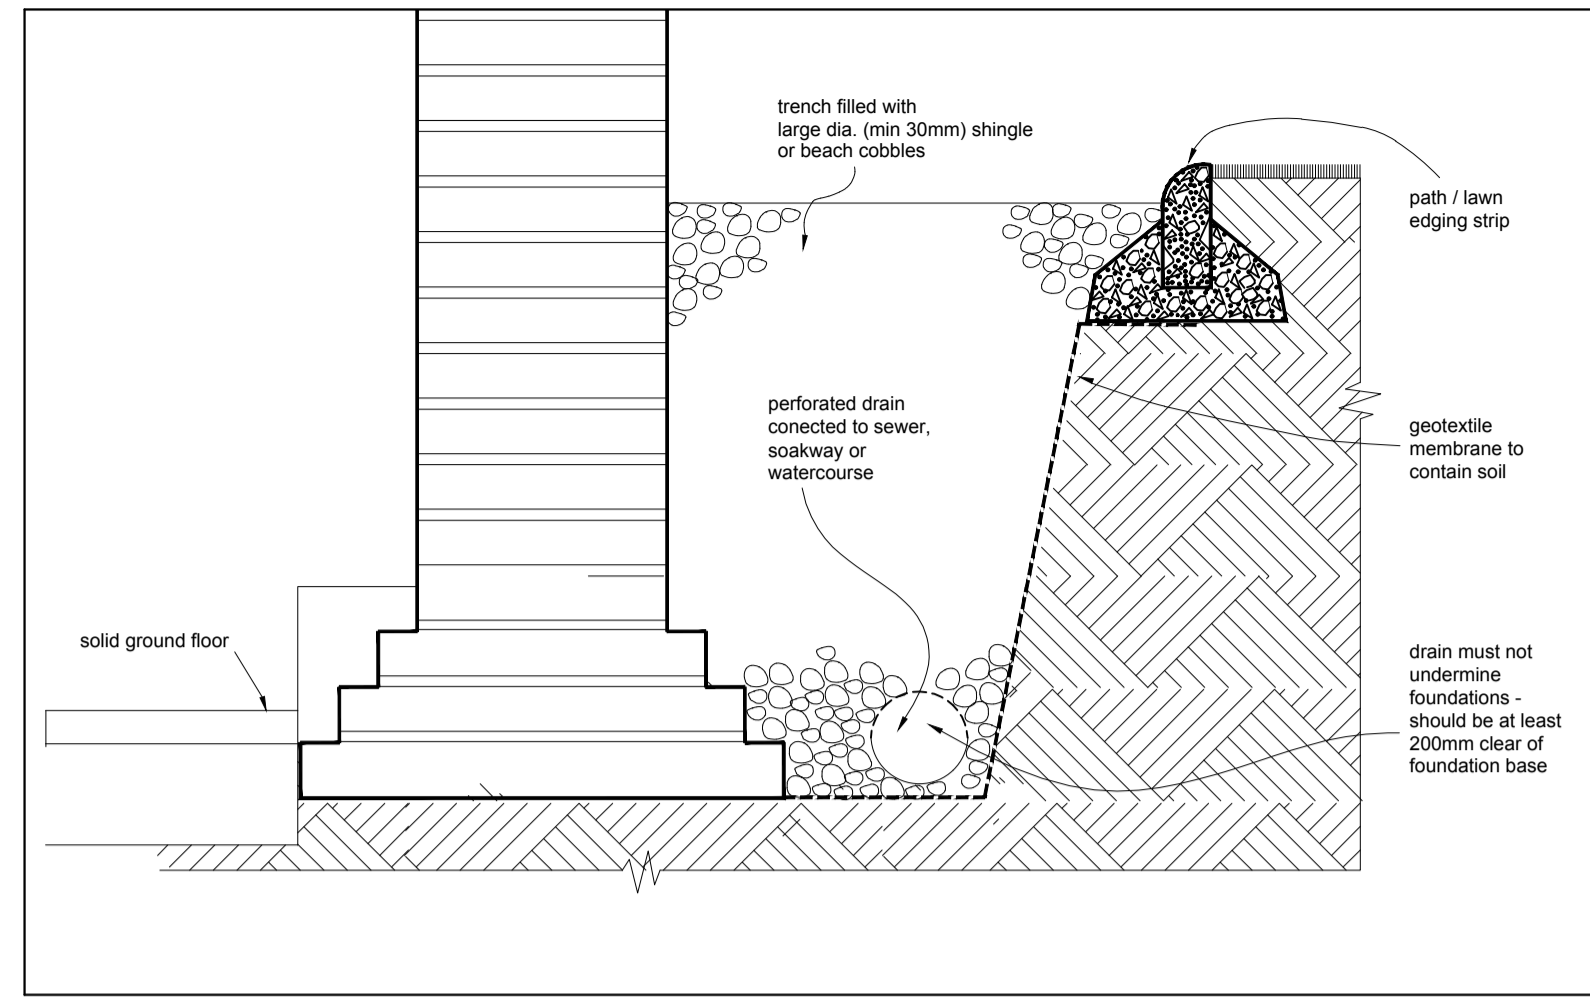 trench filled with
large dia. (min 30mm) shingle
or beach cobbles
path / lawn
edging strip
perforated drain
conected to sewer,
soakway or
watercourse
geotextile
membrane to
contain soil
solid ground floor
drain must not
undermine
foundations -
should be at least
200mm clear of
foundation base